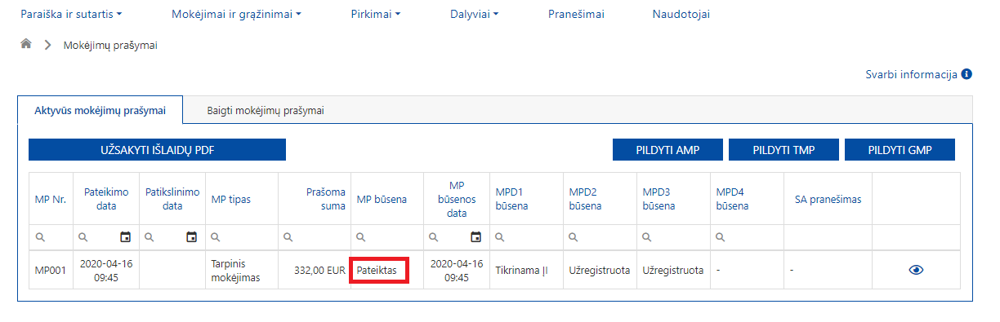 Paraiška ir sutartis Mokėjimai ir grąžinimai Pirkimai Dalyviai Pranešimai Naudotojai
Mokėjimų prašymai
Svarbi informacija
Aktyvūs mokėjimų prašymai Baigti mokėjimų prašymai
UŽSAKYTI IŠLAIDŲ PDF PILDYTI AMP PILDYTI TMP PILDYTI GMP
MP Nr. Pateikimo data Patikslinimo data MP tipas Prašoma suma MP būsena MP būsenos data MPD1 būsena MPD2 būsena MPD3 būsena MPD4 būsena SA pranešimas
MP001 2020-04-16 09:45 Tarpinis mokėjimas 332,00 EUR Pateiktas 2020-04-16 09:45 Tikrinama ĮI Užregistruota Užregistruota - -